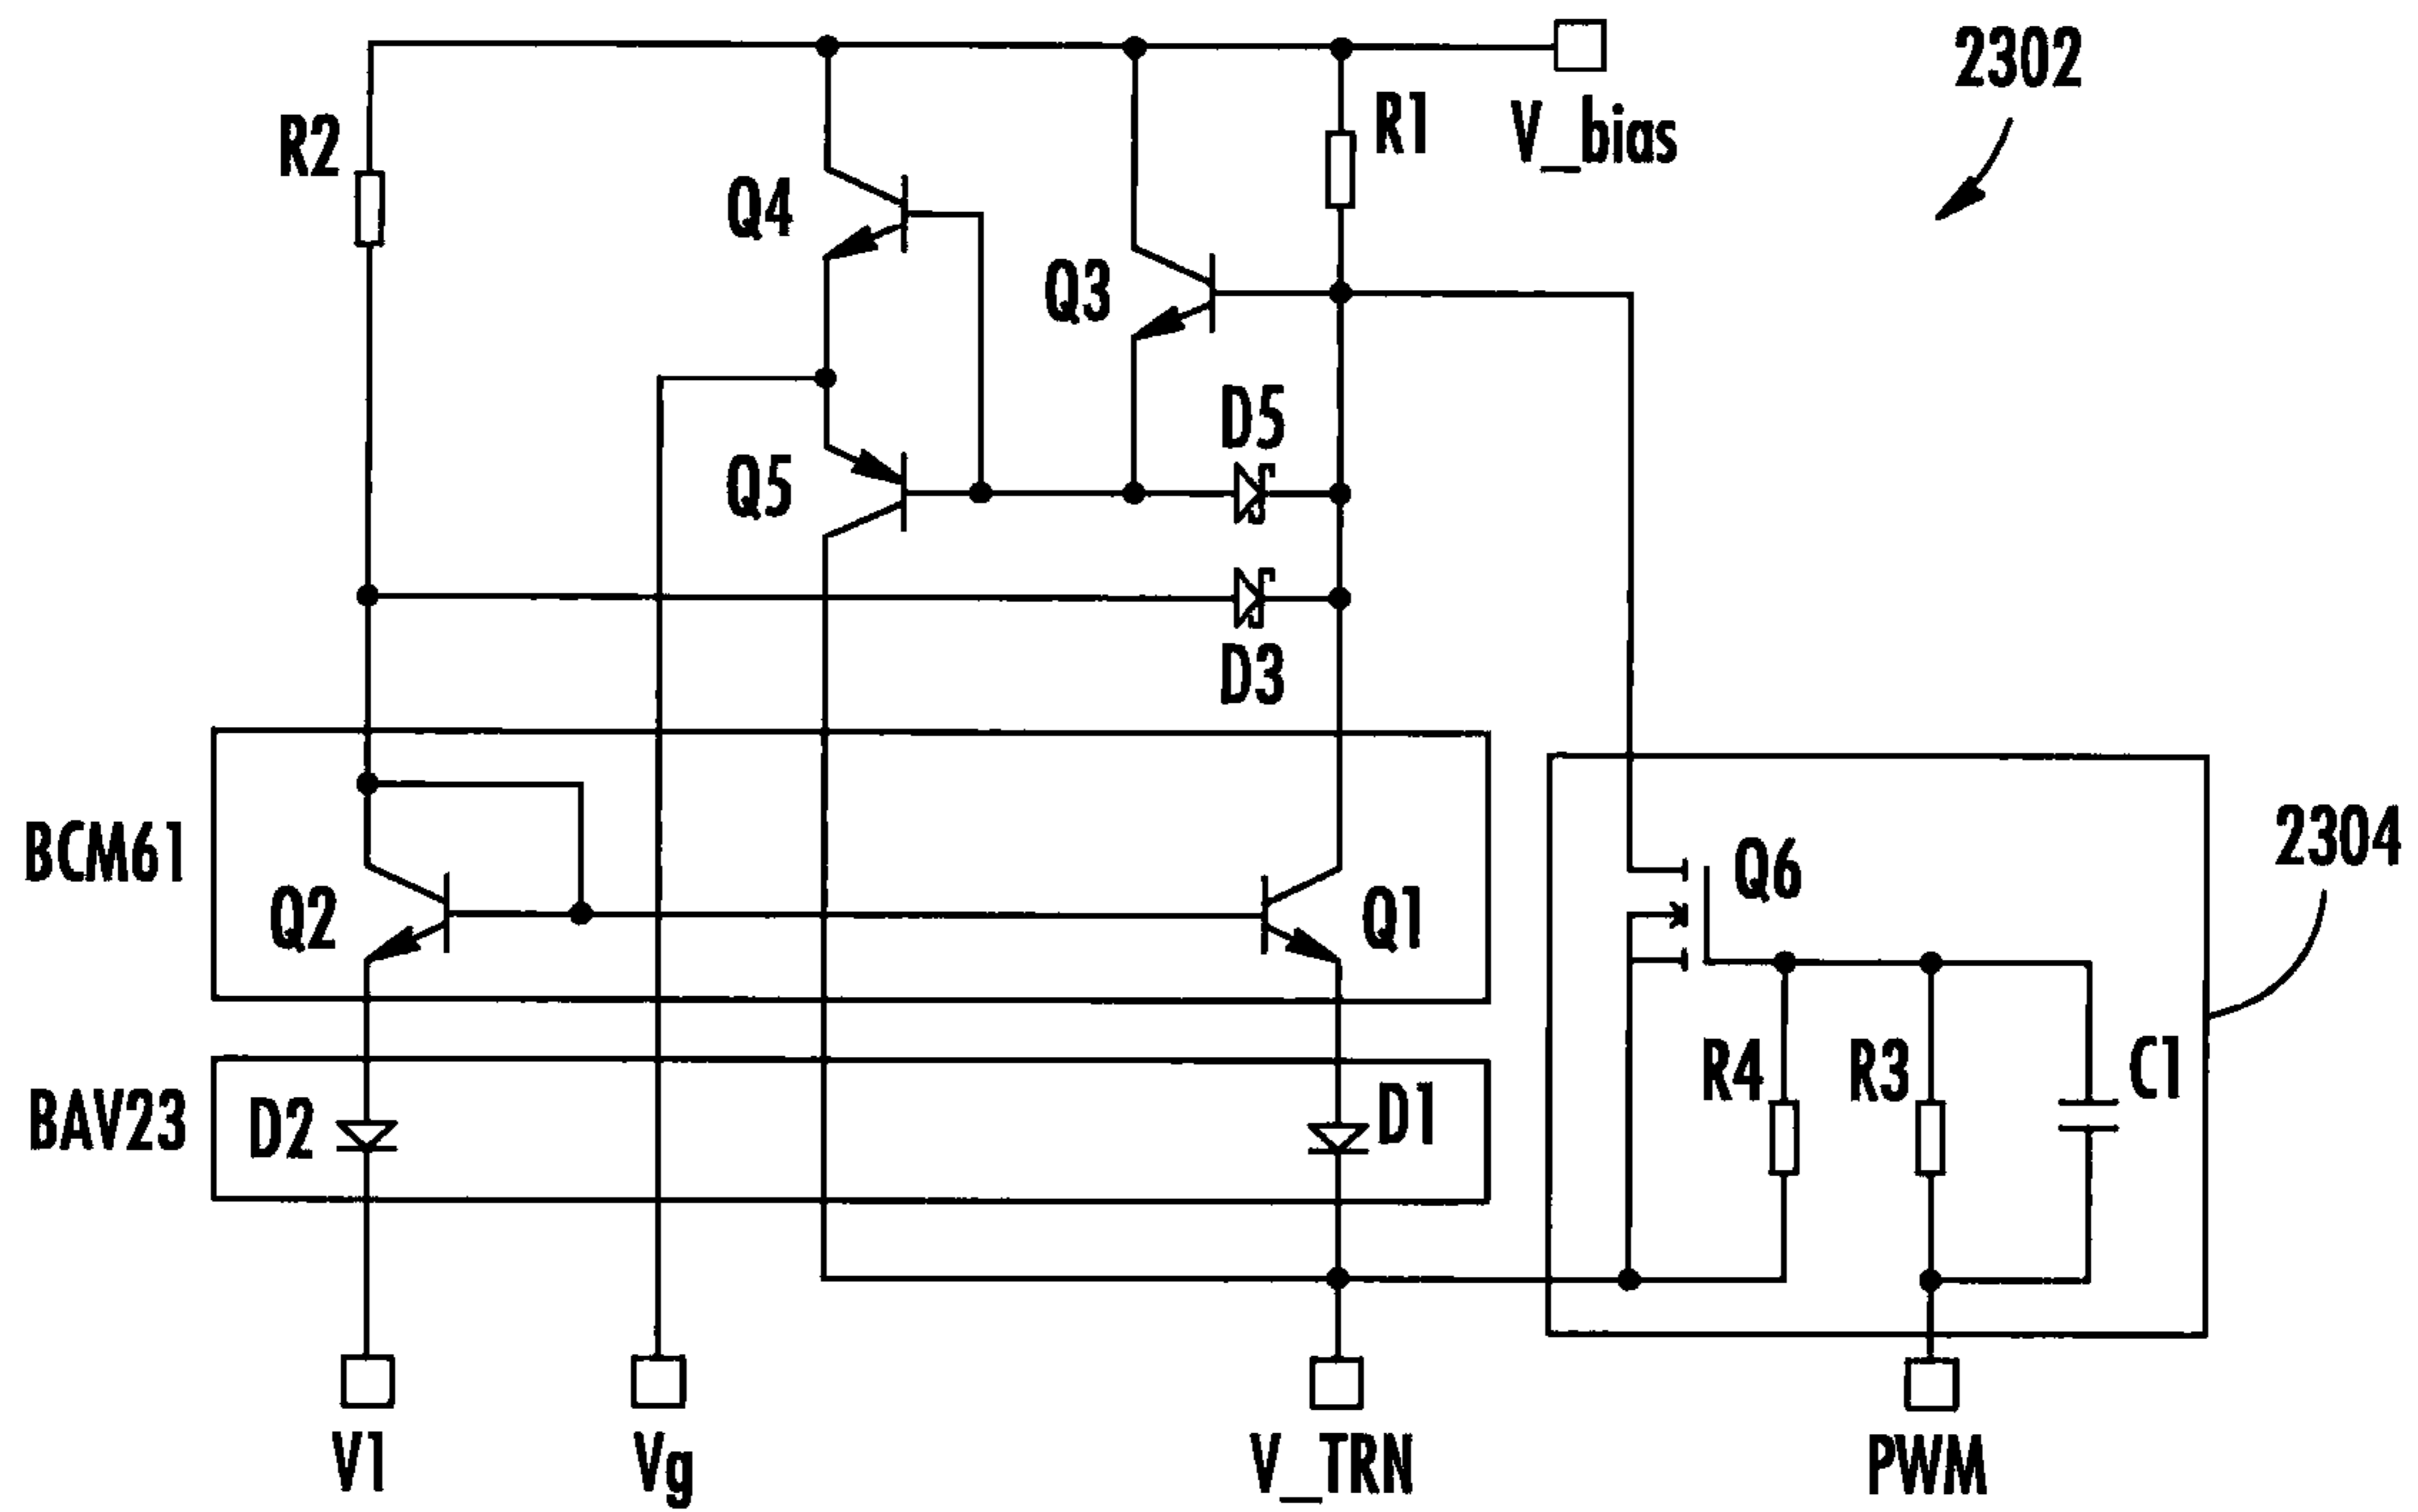 2302
R2
R1
V_bias
Q4
Q3
D5
Q5
D3
BCM61
Q2
Q1
Q6
2304
R4
R3
C1
BAV23
D2
D1
V1
Vg
V_TRN
PWM